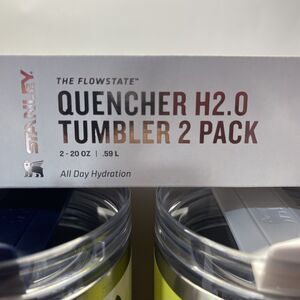 STANLEY
THE FLOWSTATE™
QUENCHER H2.0
TUMBLER 2 PACK
2 - 20 OZ | .59 L
All Day Hydration